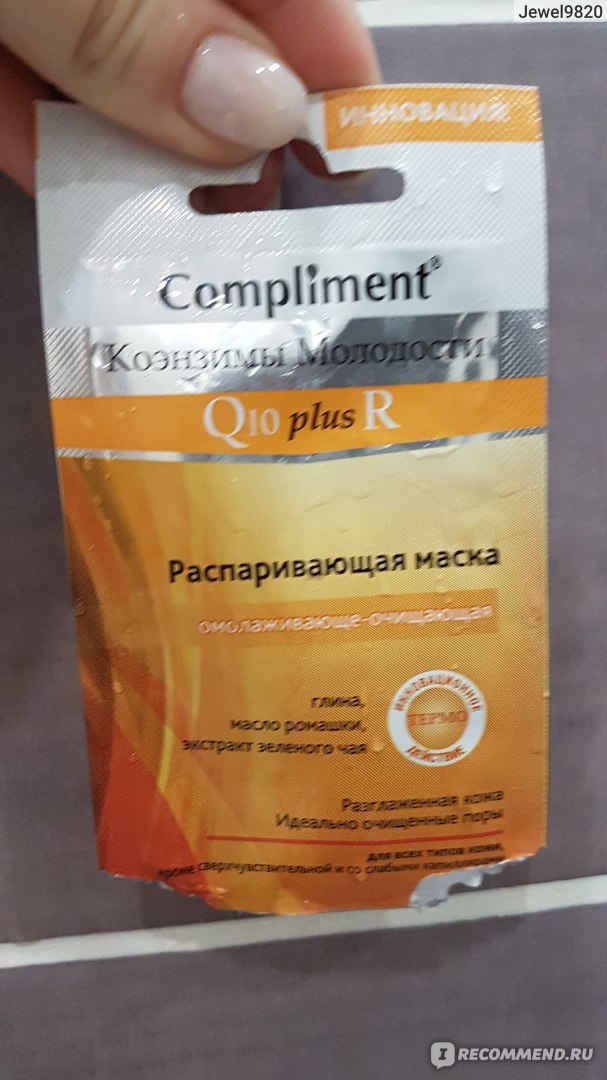 Jewel9820
ИННОВАЦИЯ!
Compliment®
Коэнзимы Молодости
Q10 plus R
Распаривающая маска
омолаживающе-очищающая
глина,
масло ромашки,
экстракт зеленого чая
ИННОВАЦИОННОЕ
ТЕРМО
ДЕЙСТВИЕ
Разглаженная кожа
Идеально очищенные поры
для всех типов кожи,
кроме сверхчувствительной и со слабыми капиллярами
IRECOMMEND.RU